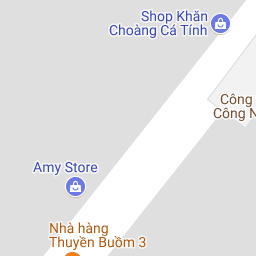 Shop Khăn
Choàng Cá Tính
Công
Công N
Amy Store
Nhà hàng
Thuyền Buồm 3